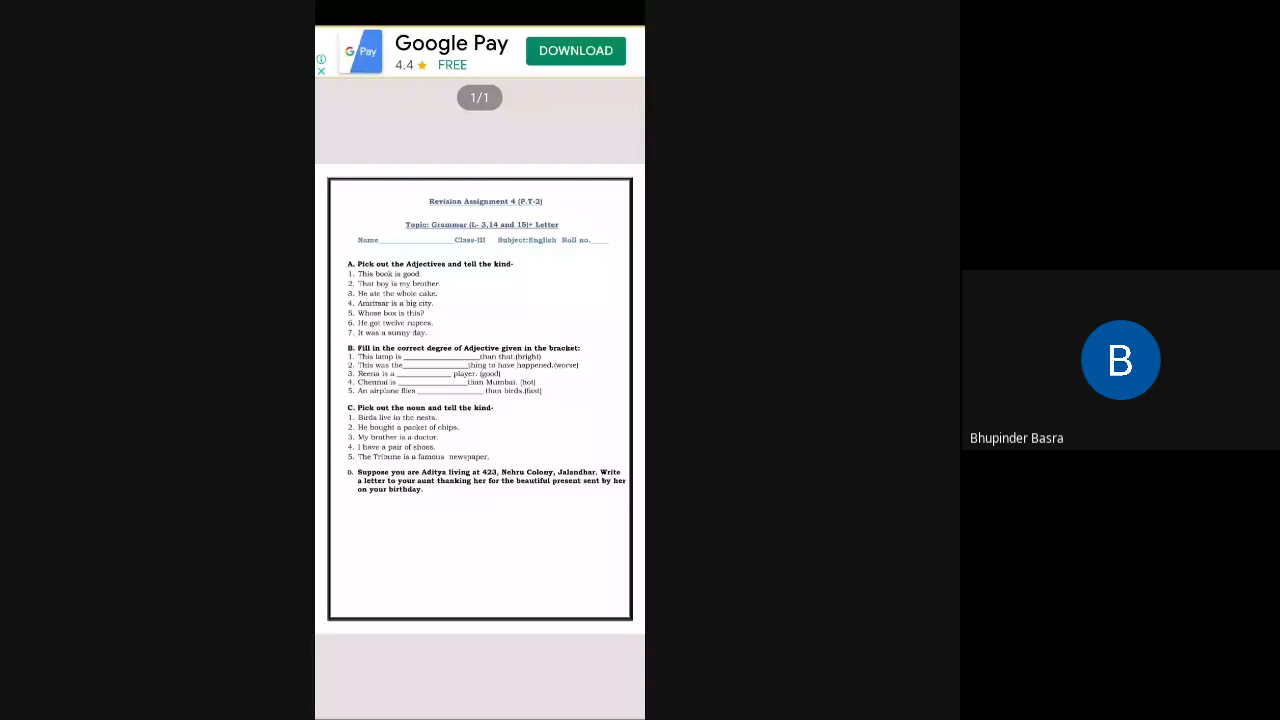 Google Pay
G Pay
DOWNLOAD
4.4 ★ FREE
1/1
Revision Assignment 4 (P.T-2)
Topic: Grammar (L- 3,14 and 15)+ Letter
Name__________________Class-III Subject:English Roll no.____
A. Pick out the Adjectives and tell the kind-
1. This book is good.
2. That boy is my brother.
3. He ate the whole cake.
4. Amritsar is a big city.
5. Whose box is this?
6. He got twelve rupees.
7. It was a sunny day.
B. Fill in the correct degree of Adjective given in the bracket:
1. This lamp is __________________than that.(bright)
2. This was the________________thing to have happened.(worse)
3. Reena is a _____________ player. (good)
4. Chennai is ________________than Mumbai. (hot)
5. An airplane flies ________________ than birds.(fast)
C. Pick out the noun and tell the kind-
1. Birds live in the nests.
2. He bought a packet of chips.
3. My brother is a doctor.
4. I have a pair of shoes.
5. The Tribune is a famous newspaper.
D. Suppose you are Aditya living at 423, Nehru Colony, Jalandhar. Write
a letter to your aunt thanking her for the beautiful present sent by her
on your birthday.
B
Bhupinder Basra